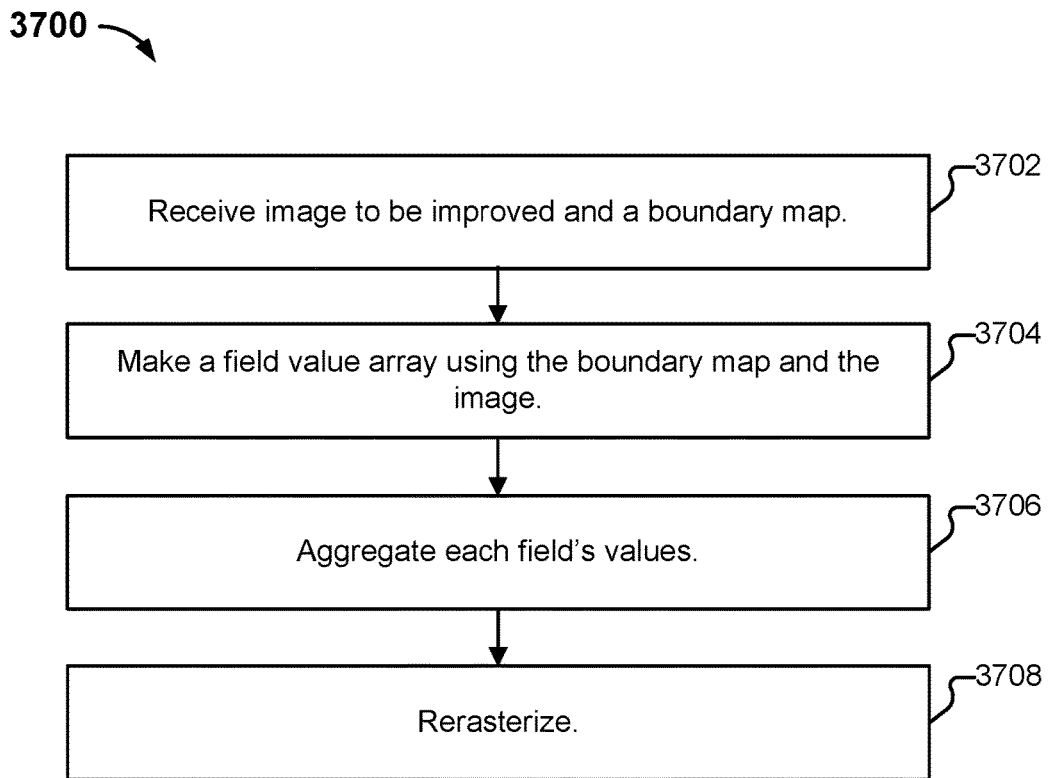 3700
3702
Receive image to be improved and a boundary map.
3704
Make a field value array using the boundary map and the
image.
3706
Aggregate each field's values.
3708
Rerasterize.